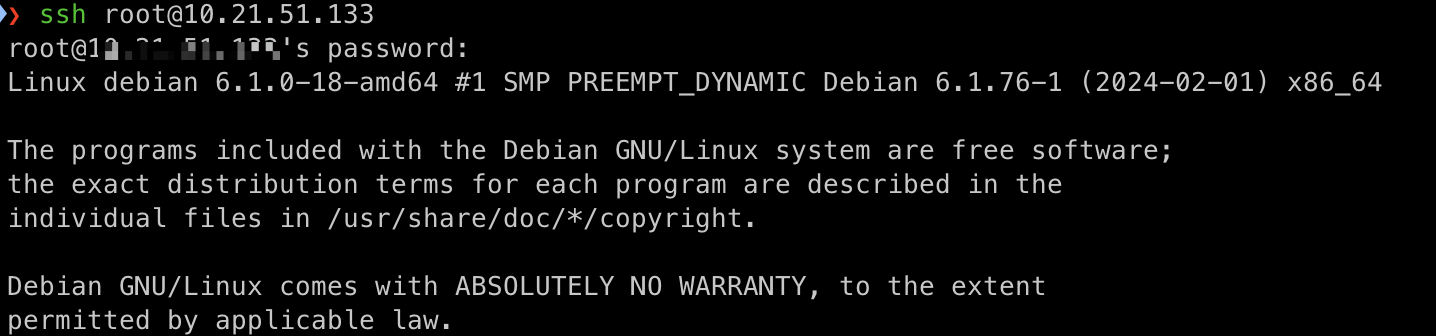 ❯ ssh root@10.21.51.133
root@1 's password:
Linux debian 6.1.0-18-amd64 #1 SMP PREEMPT_DYNAMIC Debian 6.1.76-1 (2024-02-01) x86_64
The programs included with the Debian GNU/Linux system are free software;
the exact distribution terms for each program are described in the
individual files in /usr/share/doc/*/copyright.
Debian GNU/Linux comes with ABSOLUTELY NO WARRANTY, to the extent
permitted by applicable law.